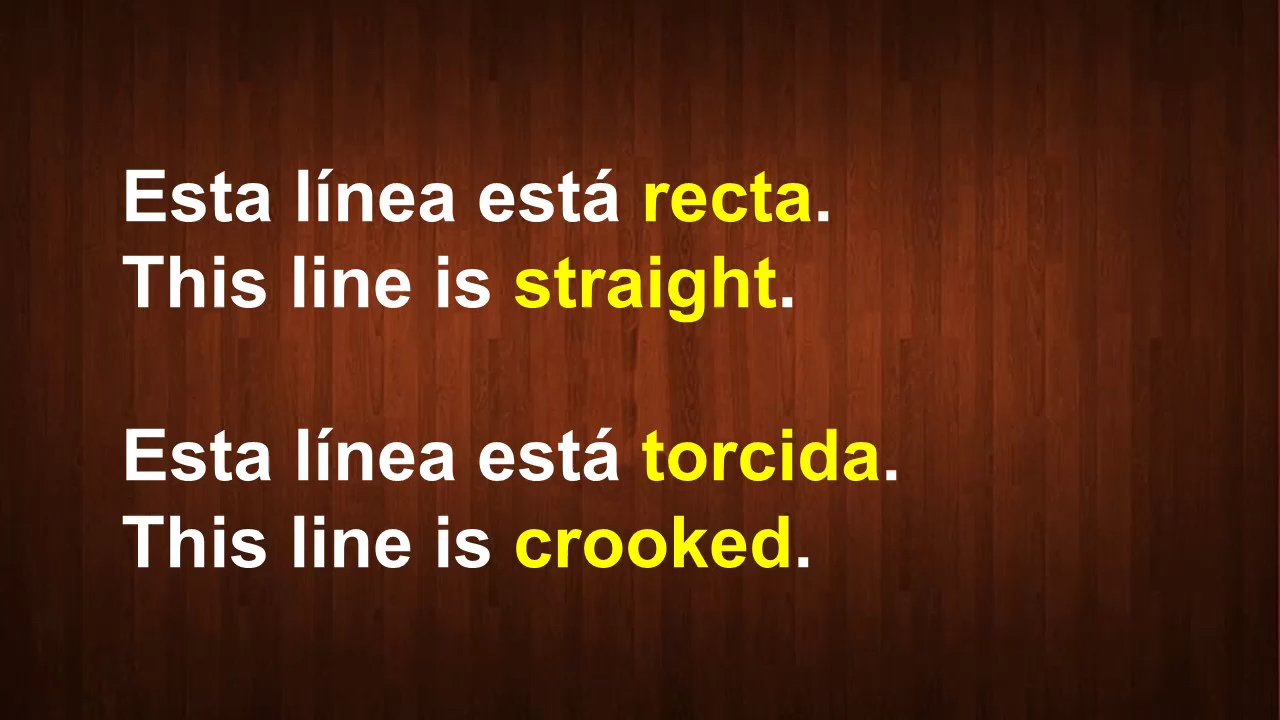 Esta línea está recta.
This line is straight.
Esta línea está torcida.
This line is crooked.